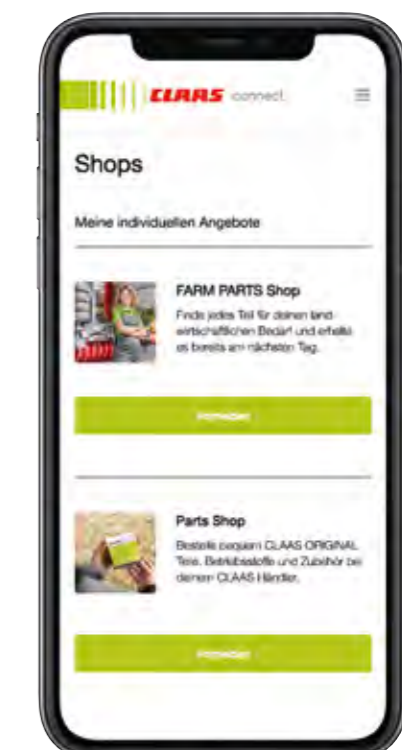 CLAAS connect
Shops
Meine individuellen Angebote
FARM PARTS Shop
Finde jedes Teil für deinen land-
wirtschaftlichen Bedarf und erhalte
es bereits am nächsten Tag.
Anmelden
Parts Shop
Bestelle bequem CLAAS ORIGINAL
Teile, Betriebsstoffe und Zubehör bei
deinem CLAAS Händler.
Anmelden